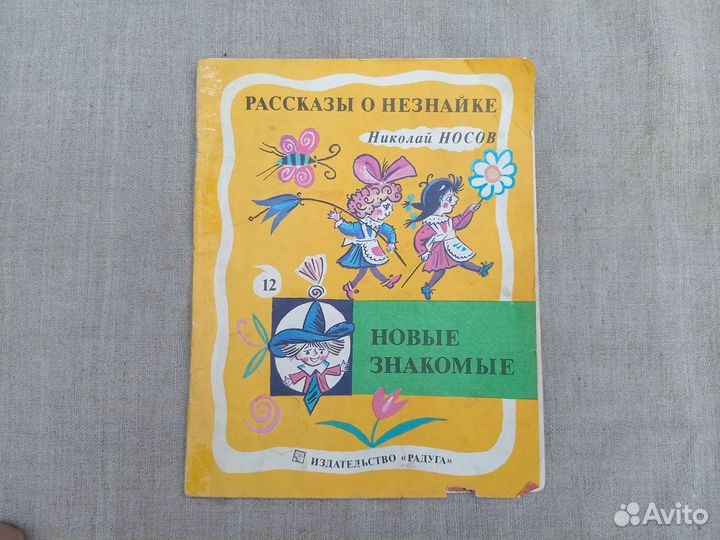 РАССКАЗЫ О НЕЗНАЙКЕ
Николай НОСОВ
12
НОВЫЕ
ЗНАКОМЫЕ
ИЗДАТЕЛЬСТВО «РАДУГА»
Avito